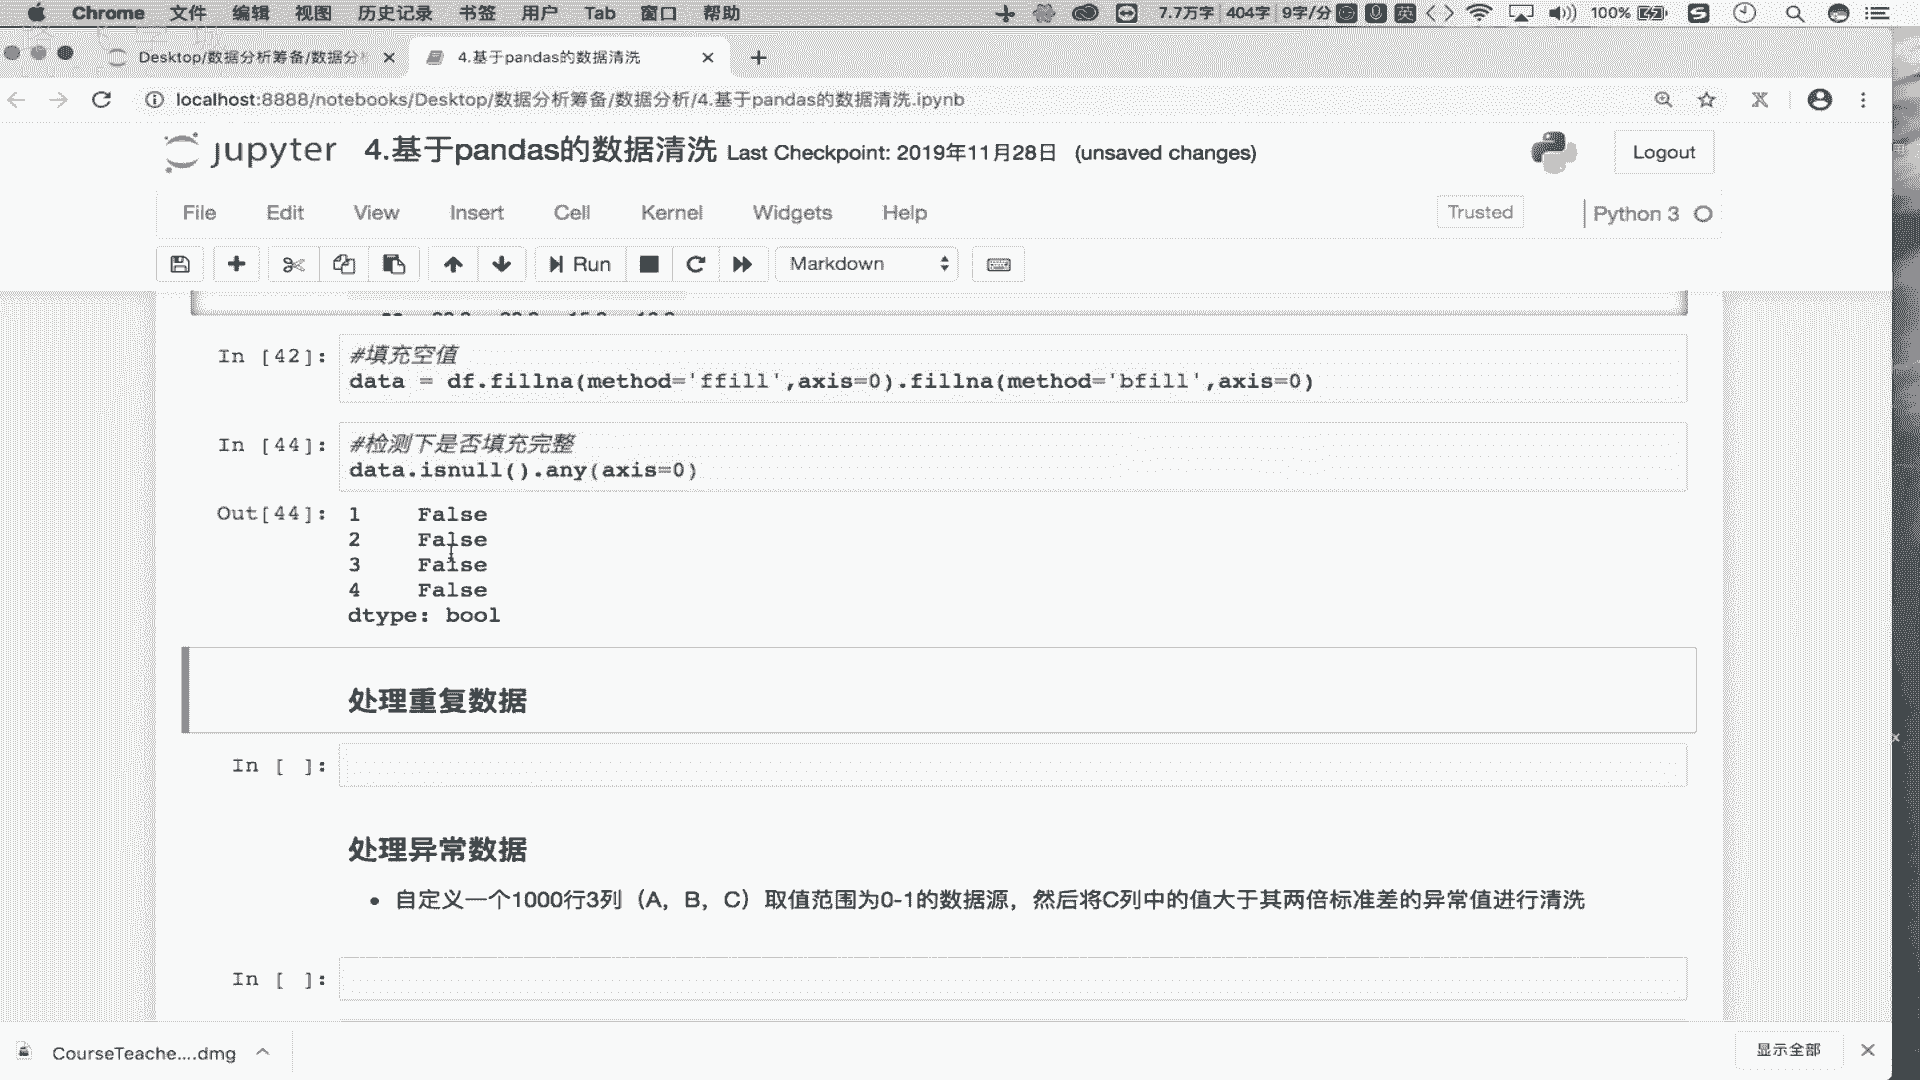 Chrome 文件 编辑 视图 历史记录 书签 用户 Tab 窗口 帮助 7.7万字 404字 9字/分 英 100%
Desktop/数据分析筹备/数据分
4.基于pandas的数据清洗
localhost:8888/notebooks/Desktop/数据分析筹备/数据分析/4.基于pandas的数据清洗.ipynb
jupyter 4.基于pandas的数据清洗 Last Checkpoint: 2019年11月28日 (unsaved changes) Logout
File Edit View Insert Cell Kernel Widgets Help Trusted Python 3
Run Markdown
In [42]: #填充空值
data = df.fillna(method='ffill',axis=0).fillna(method='bfill',axis=0)
In [44]: #检测下是否填充完整
data.isnull().any(axis=0)
Out[44]: 1 False
2 False
3 False
4 False
dtype: bool
处理重复数据
In [ ]:
处理异常数据
• 自定义一个1000行3列（A，B，C）取值范围为0-1的数据源，然后将C列中的值大于其两倍标准差的异常值进行清洗
In [ ]:
CourseTeache....dmg 显示全部